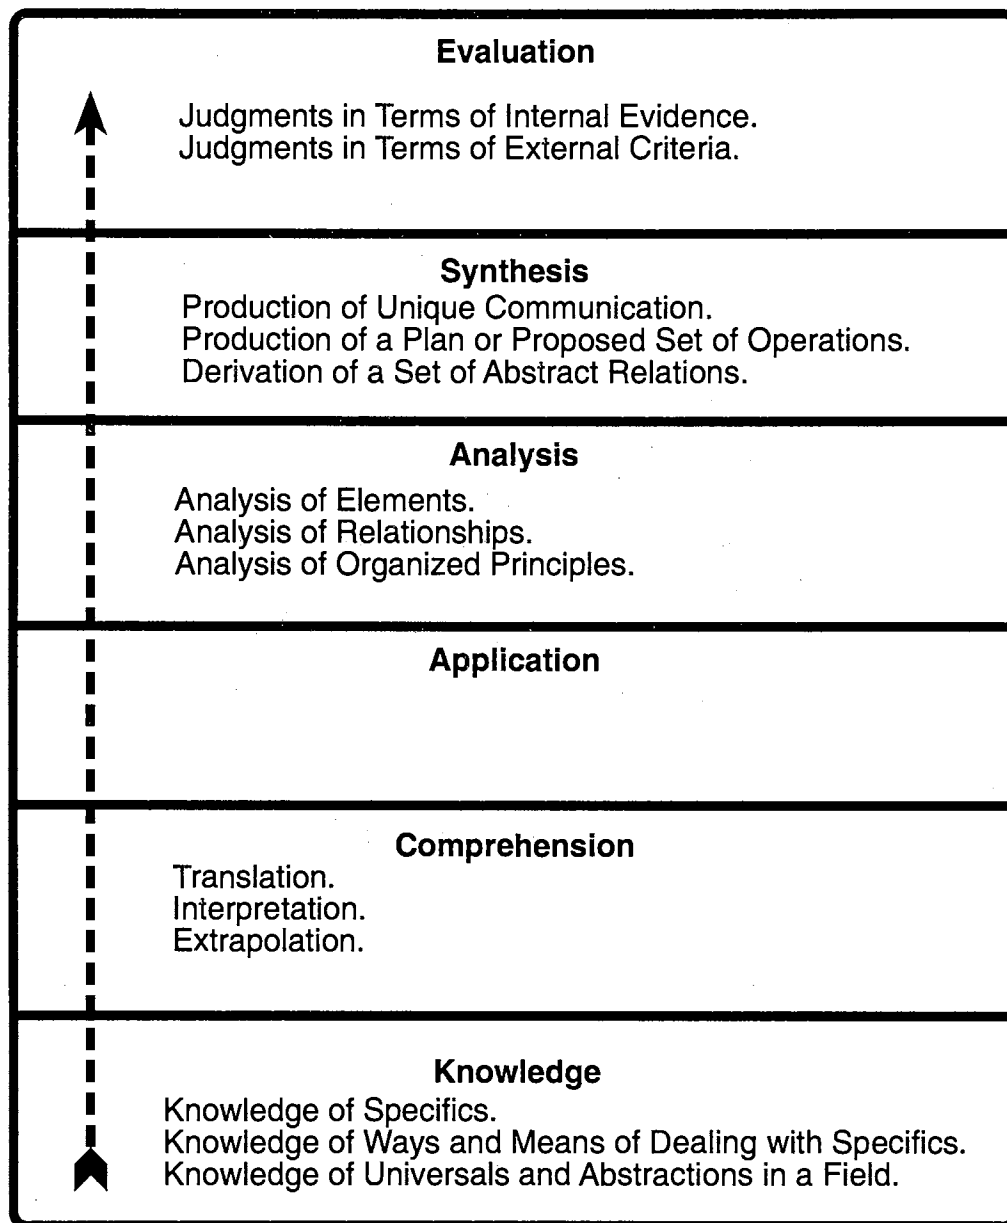 Evaluation
Judgments in Terms of Internal Evidence.
Judgments in Terms of External Criteria.
Synthesis
Production of Unique Communication.
Production of a Plan or Proposed Set of Operations.
Derivation of a Set of Abstract Relations.
Analysis
Analysis of Elements.
Analysis of Relationships.
Analysis of Organized Principles.
Application
Comprehension
Translation.
Interpretation.
Extrapolation.
Knowledge
Knowledge of Specifics.
Knowledge of Ways and Means of Dealing with Specifics.
Knowledge of Universals and Abstractions in a Field.